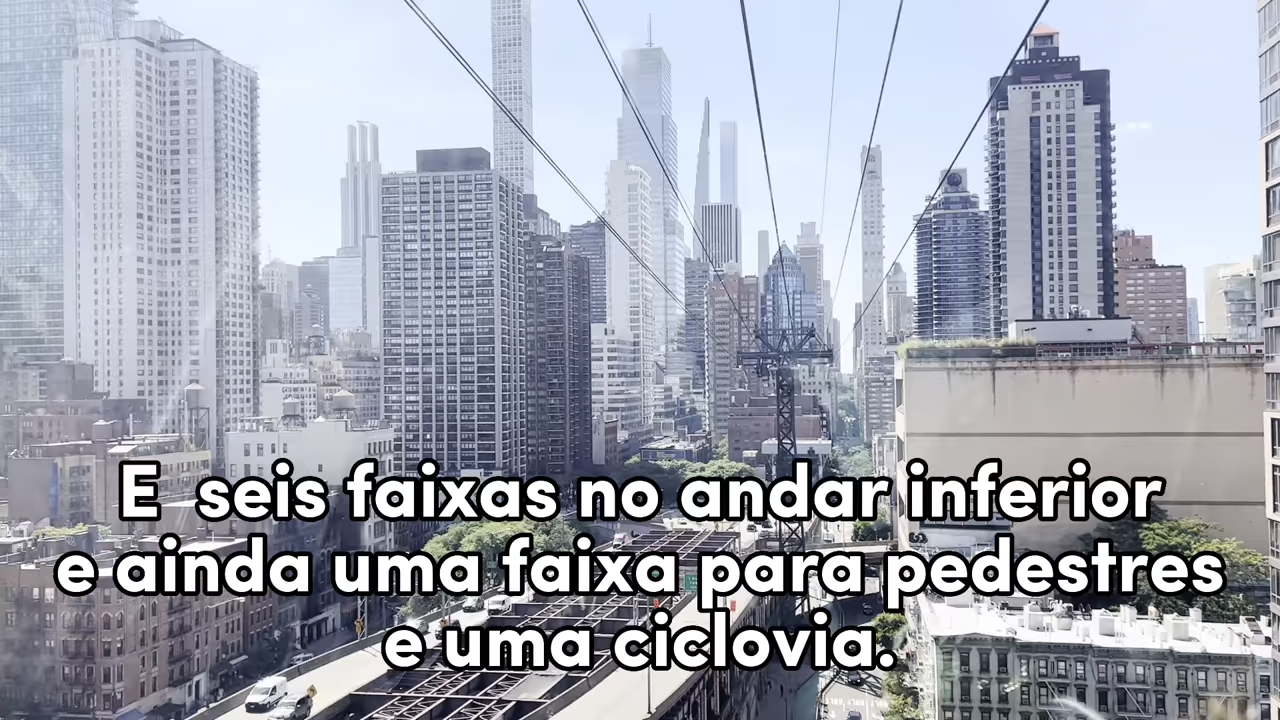 E  seis faixas no andar inferior
e ainda uma faixa para pedestres
e uma ciclovia.